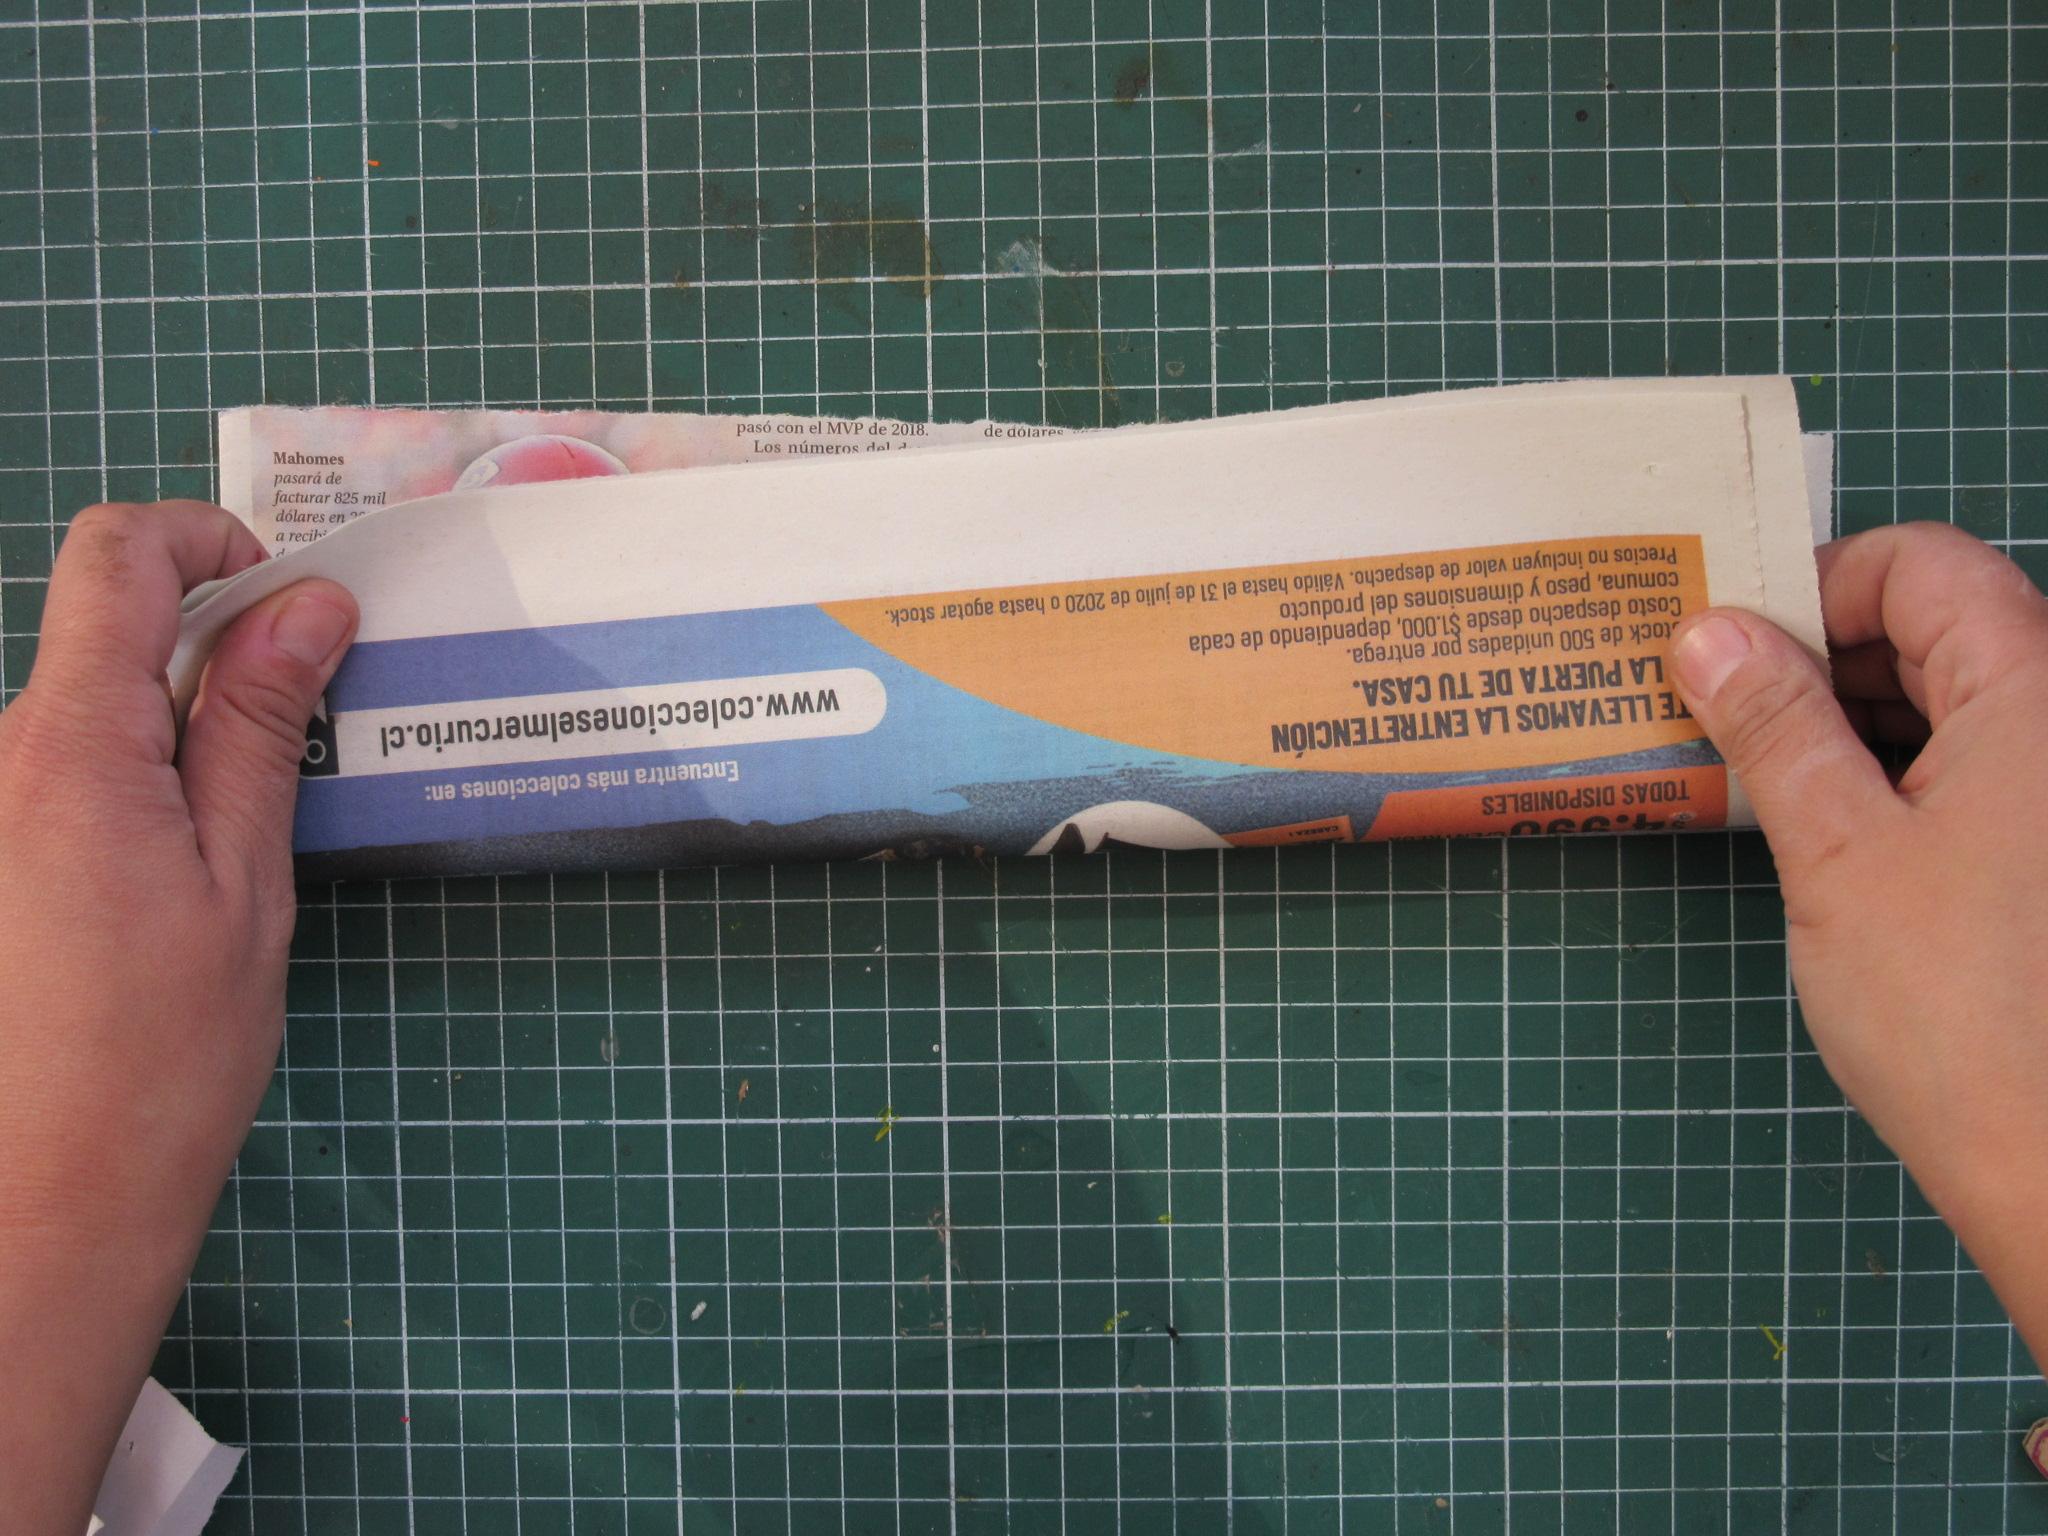 pasó con el MVP de 2018.
Los números del
de dólares
Mahomes
pasará de
facturar 825 mil
dólares en
a recibi
TODAS DISPONIBLES
TE LLEVAMOS LA ENTRETENCIÓN
LA PUERTA DE TU CASA.
Stock de 500 unidades por entrega.
Costo despacho desde $1.000, dependiendo de cada
comuna, peso y dimensiones del producto
Precios no incluyen valor de despacho. Válido hasta el 31 de julio de 2020 o hasta agotar stock.
Encuentra más colecciones en:
www.coleccioneselmercurio.cl